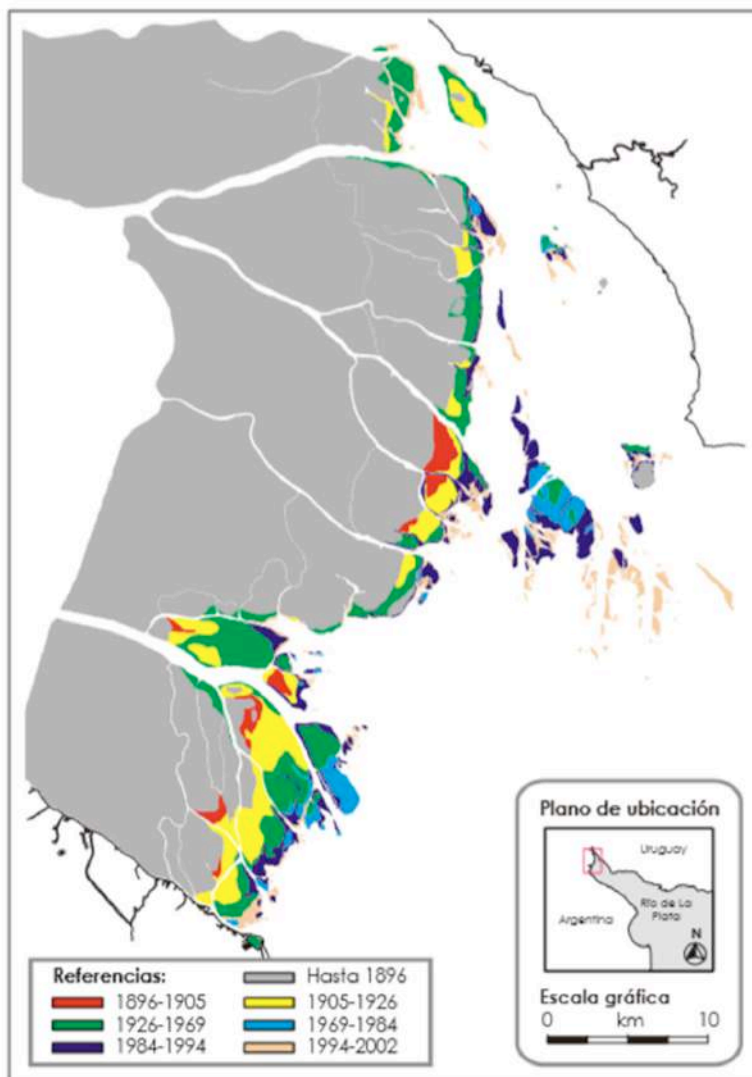 Plano de ubicación
Uruguay
Río de La
Plata
Argentina
N
Escala gráfica
0 km 10
Referencias:
Hasta 1896
1896-1905
1905-1926
1926-1969
1969-1984
1984-1994
1994-2002